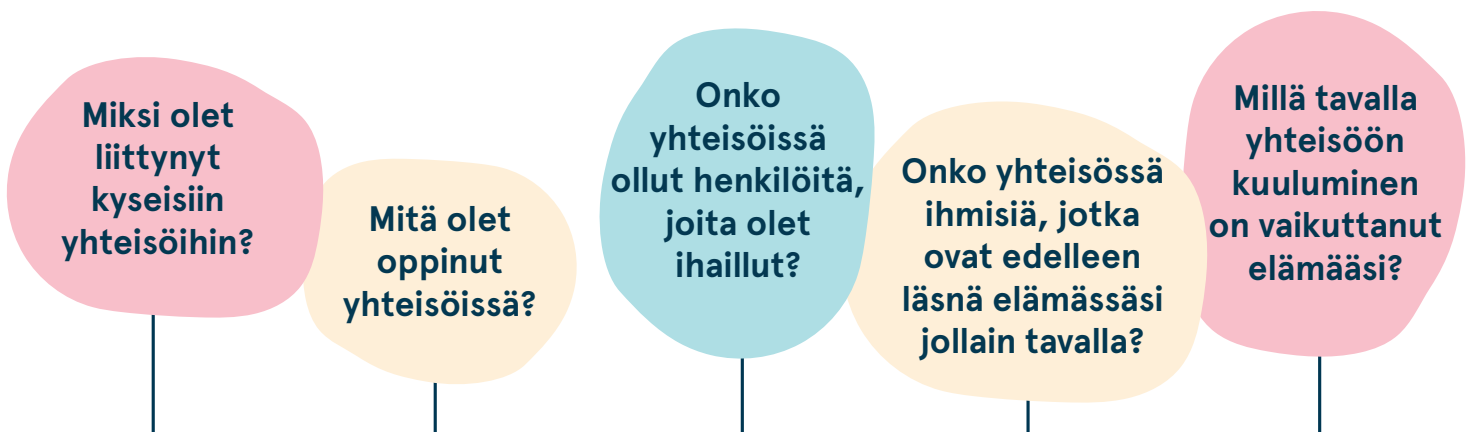 Miksi olet
liittynyt
kyseisiin
yhteisöihin?
Mitä olet
oppinut
yhteisöissä?
Onko
yhteisöissä
ollut henkilöitä,
joita olet
ihaillut?
Onko yhteisössä
ihmisiä, jotka
ovat edelleen
läsnä elämässäsi
jollain tavalla?
Millä tavalla
yhteisöön
kuuluminen
on vaikuttanut
elämääsi?